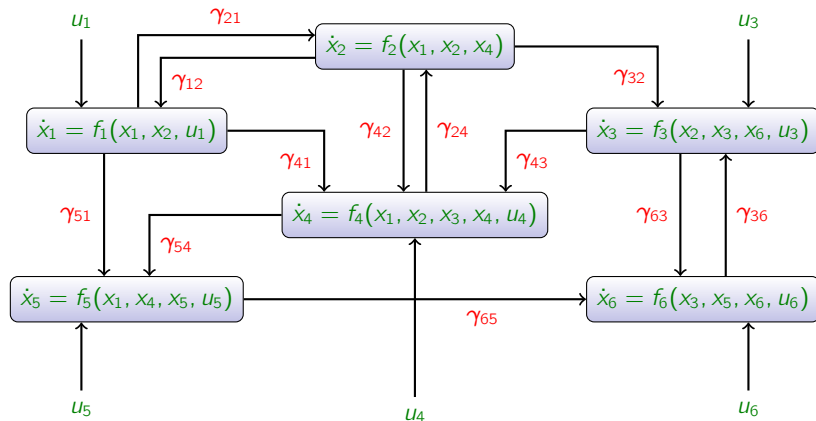 γ₂₁
u₁
ẋ₂ = f₂(x₁, x₂, x₄)
u₃
γ₁₂
γ₃₂
ẋ₁ = f₁(x₁, x₂, u₁)
γ₄₂
γ₂₄
ẋ₃ = f₃(x₂, x₃, x₆, u₃)
γ₄₁
γ₄₃
γ₅₁
ẋ₄ = f₄(x₁, x₂, x₃, x₄, u₄)
γ₆₃
γ₃₆
γ₅₄
ẋ₅ = f₅(x₁, x₄, x₅, u₅)
ẋ₆ = f₆(x₃, x₅, x₆, u₆)
γ₆₅
u₅
u₄
u₆